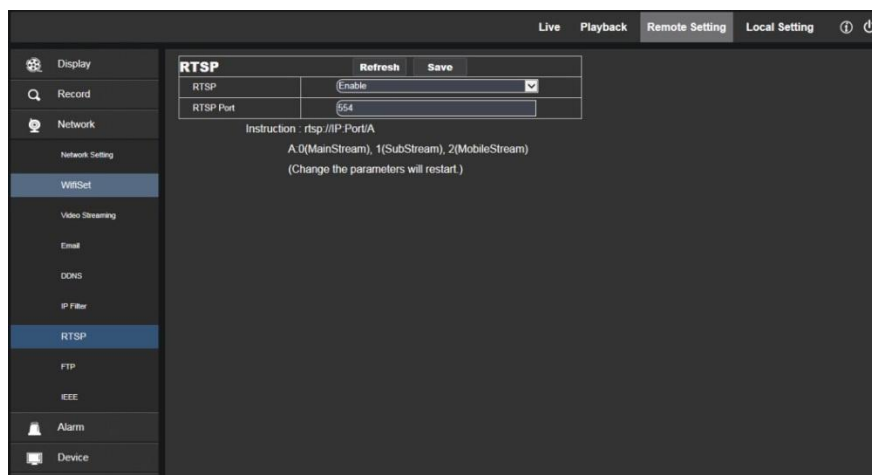 Live Playback Remote Setting Local Setting
Display
Record
Network
Network Setting
WifiSet
Video Streaming
Email
DDNS
IP Filter
RTSP
FTP
IEEE
Alarm
Device
RTSP Refresh Save
RTSP Enable
RTSP Port 554
Instruction : rtsp://IP:Port/A
A:0(MainStream), 1(SubStream), 2(MobileStream)
(Change the parameters will restart.)